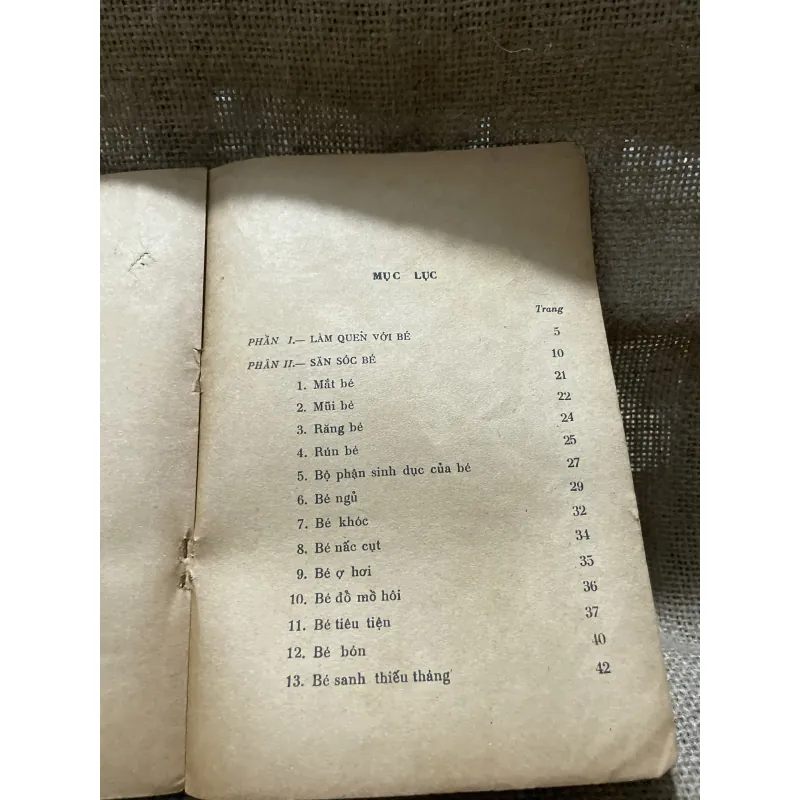 MỤC LỤC
Trang
PHẦN I.— LÀM QUEN VỚI BÉ 5
PHẦN II.— SĂN SÓC BÉ 10
1. Mắt bé 21
2. Mũi bé 22
3. Răng bé 24
4. Rún bé 25
5. Bộ phận sinh dục của bé 27
6. Bé ngủ 29
7. Bé khóc 32
8. Bé nấc cụt 34
9. Bé ợ hơi 35
10. Bé đồ mồ hôi 36
11. Bé tiêu tiện 37
12. Bé bón 40
13. Bé sanh thiếu tháng 42